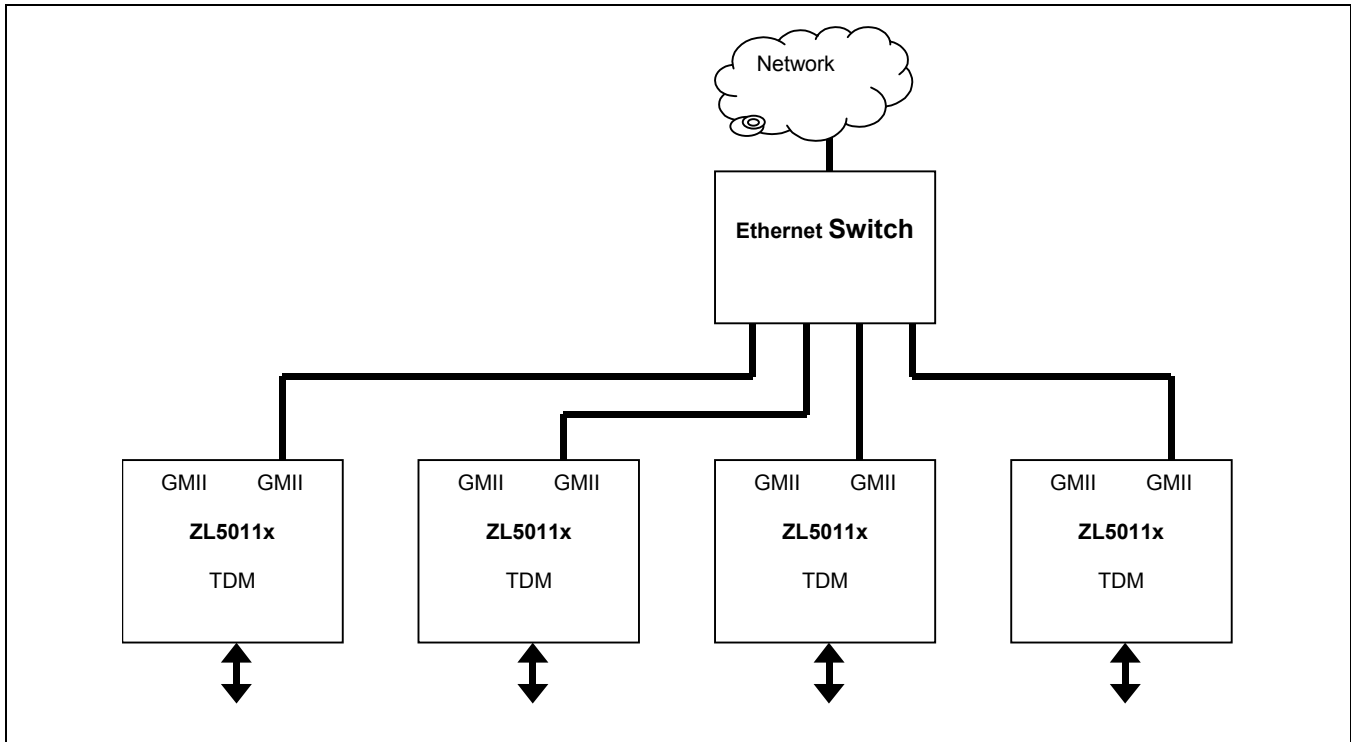 Network
Ethernet Switch
GMII GMII GMII GMII GMII GMII GMII GMII
ZL5011x ZL5011x ZL5011x ZL5011x
TDM TDM TDM TDM